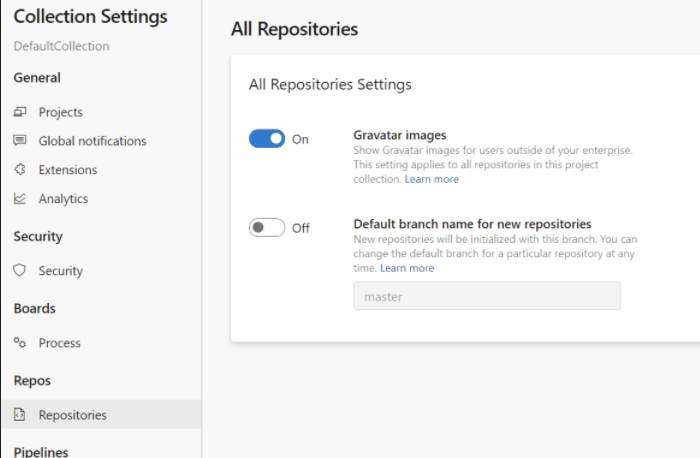 Collection Settings
DefaultCollection
General
Projects
Global notifications
Extensions
Analytics
Security
Security
Boards
Process
Repos
Repositories
Pipelines
All Repositories
All Repositories Settings
On
Gravatar images
Show Gravatar images for users outside of your enterprise.
This setting applies to all repositories in this project
collection. Learn more
Off
Default branch name for new repositories
New repositories will be initialized with this branch. You can
change the default branch for a particular repository at any
time. Learn more
master